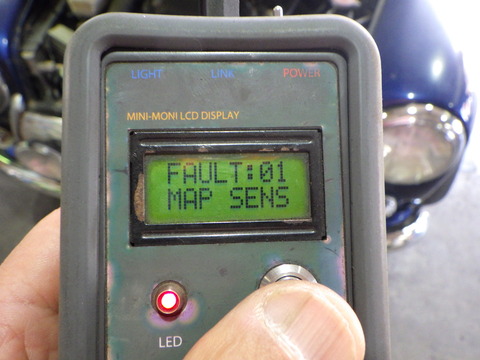 LIGHT LINK POWER
MINI-MONI LCD DISPLAY
FAULT:01
MAP SENS
LED